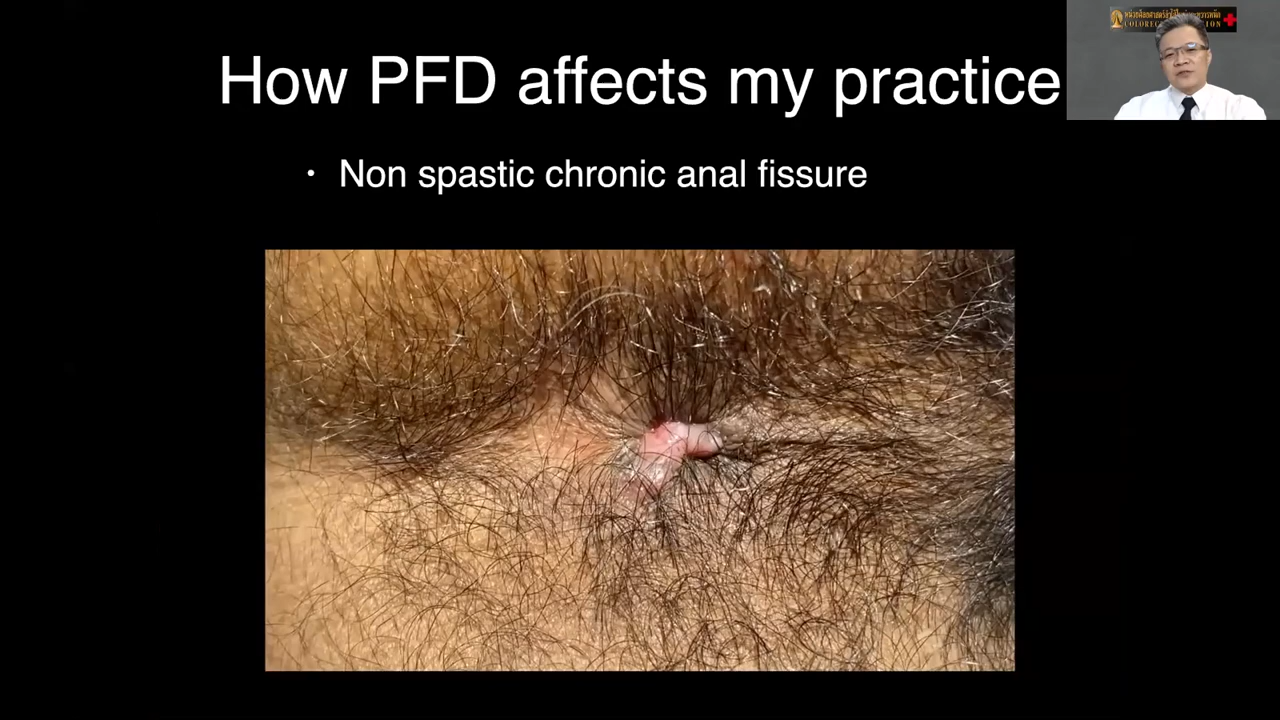 How PFD affects my practice
• Non spastic chronic anal fissure